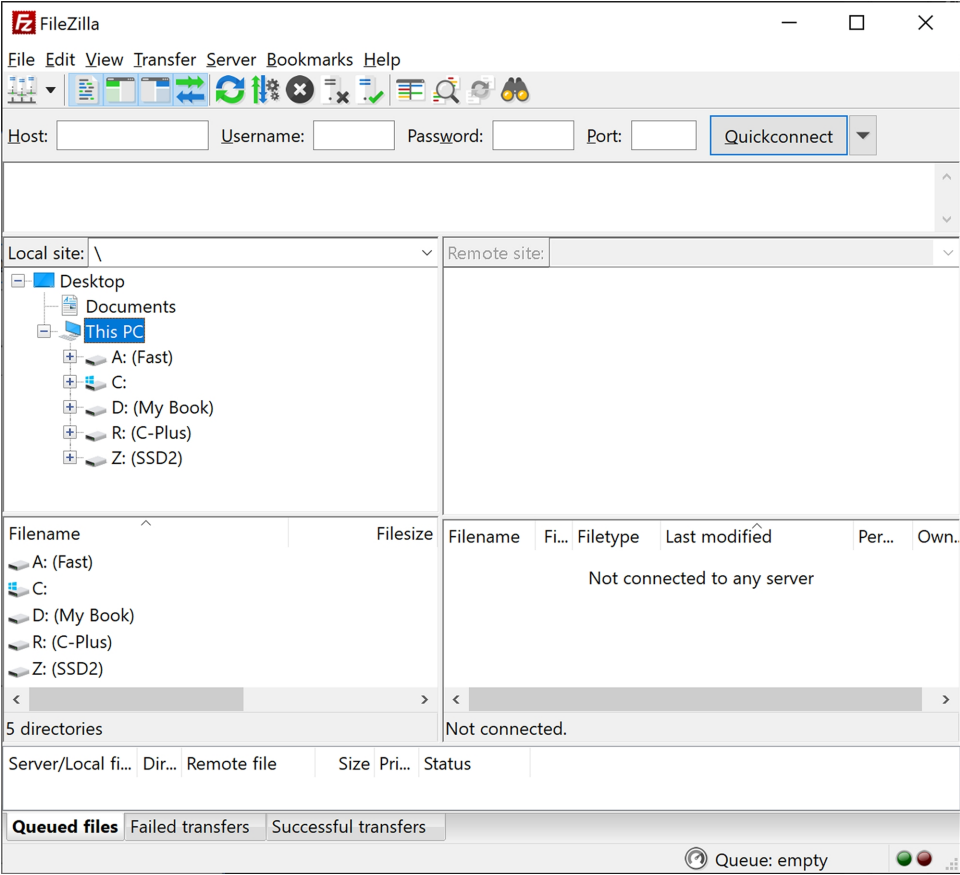 FileZilla
File Edit View Transfer Server Bookmarks Help
Host: Username: Password: Port: Quickconnect
Local site: \ Remote site:
Desktop
Documents
This PC
A: (Fast)
C:
D: (My Book)
R: (C-Plus)
Z: (SSD2)
Filename Filesize
A: (Fast)
C:
D: (My Book)
R: (C-Plus)
Z: (SSD2)
5 directories
Filename Fi... Filetype Last modified Per... Own..
Not connected to any server
Not connected.
Server/Local fi... Dir... Remote file Size Pri... Status
Queued files Failed transfers Successful transfers
Queue: empty